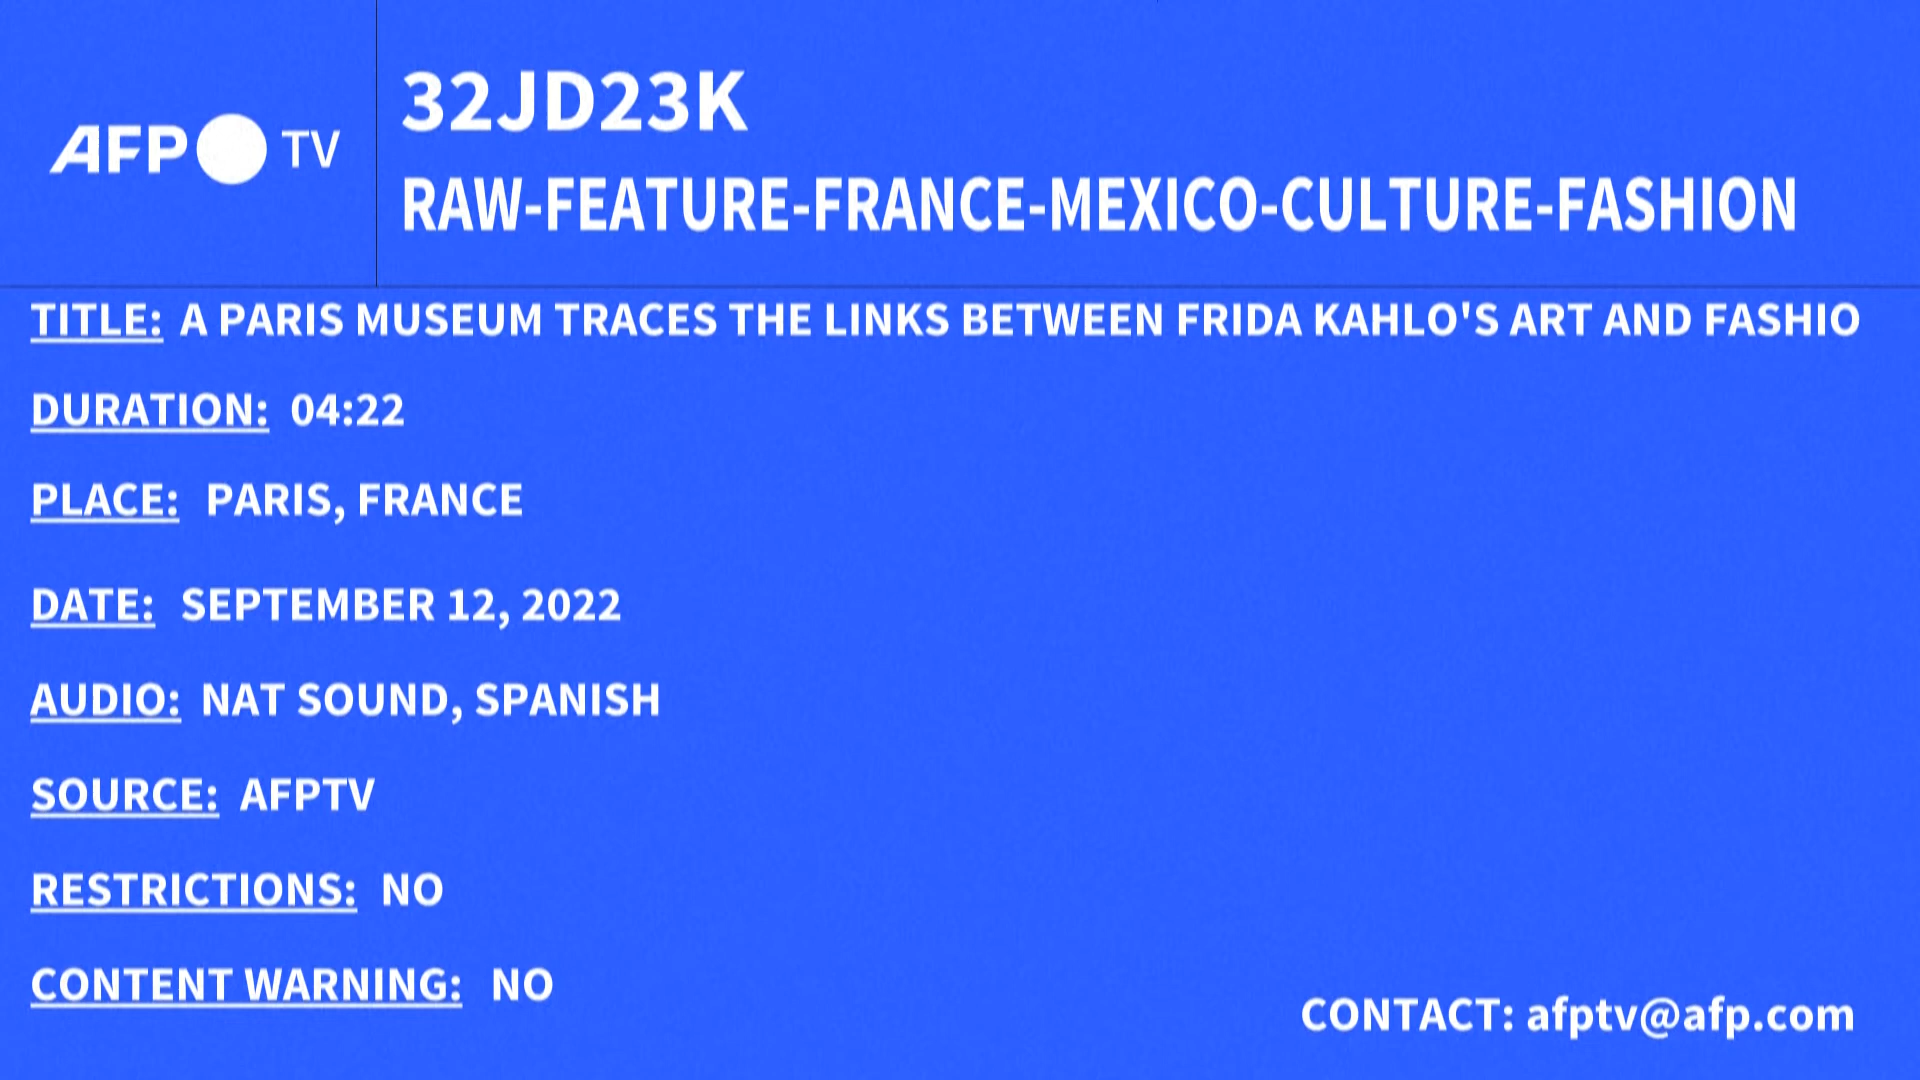 AFP TV
32JD23K
RAW-FEATURE-FRANCE-MEXICO-CULTURE-FASHION
TITLE: A PARIS MUSEUM TRACES THE LINKS BETWEEN FRIDA KAHLO'S ART AND FASHIO
DURATION: 04:22
PLACE: PARIS, FRANCE
DATE: SEPTEMBER 12, 2022
AUDIO: NAT SOUND, SPANISH
SOURCE: AFPTV
RESTRICTIONS: NO
CONTENT WARNING: NO
CONTACT: afptv@afp.com